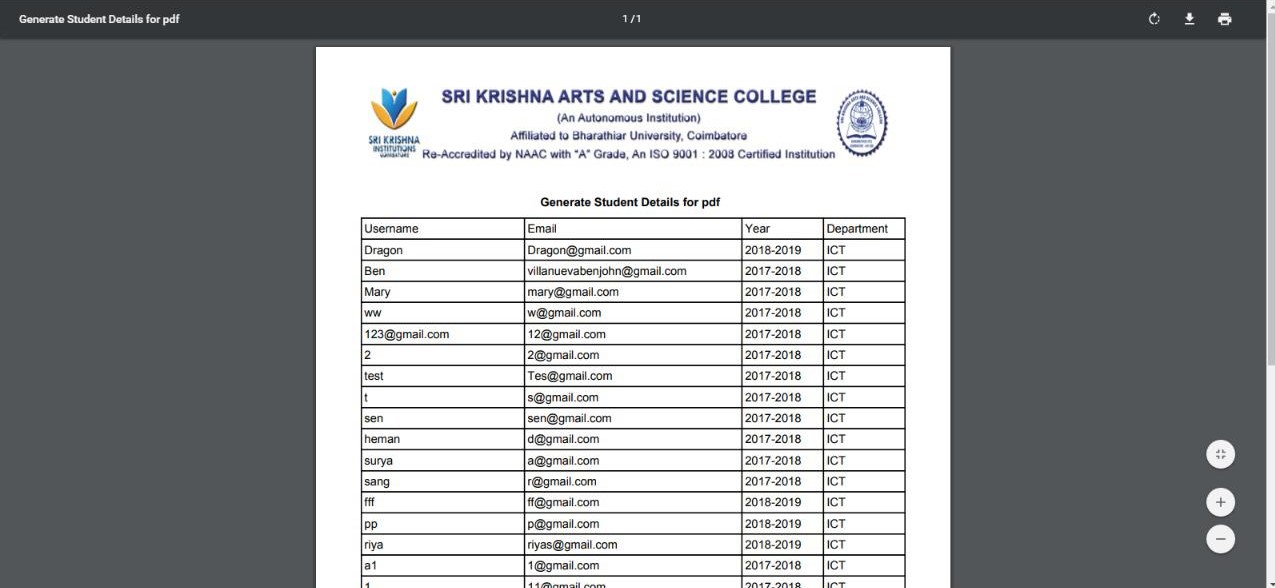 Generate Student Details for pdf
1 / 1
SRI KRISHNA ARTS AND SCIENCE COLLEGE
(An Autonomous Institution)
Affiliated to Bharathiar University, Coimbatore
Re-Accredited by NAAC with "A" Grade, An ISO 9001 : 2008 Certified Institution
SRI KRISHNA
INSTITUTIONS
COIMBATORE
Generate Student Details for pdf
Username Email Year Department
Dragon Dragon@gmail.com 2018-2019 ICT
Ben villanuevabenjohn@gmail.com 2017-2018 ICT
Mary mary@gmail.com 2017-2018 ICT
ww w@gmail.com 2017-2018 ICT
123@gmail.com 12@gmail.com 2017-2018 ICT
2 2@gmail.com 2017-2018 ICT
test Tes@gmail.com 2017-2018 ICT
t s@gmail.com 2017-2018 ICT
sen sen@gmail.com 2017-2018 ICT
heman d@gmail.com 2017-2018 ICT
surya a@gmail.com 2017-2018 ICT
sang r@gmail.com 2017-2018 ICT
fff ff@gmail.com 2018-2019 ICT
pp p@gmail.com 2018-2019 ICT
riya riyas@gmail.com 2018-2019 ICT
a1 1@gmail.com 2017-2018 ICT
1 11@gmail.com 2017-2018 ICT